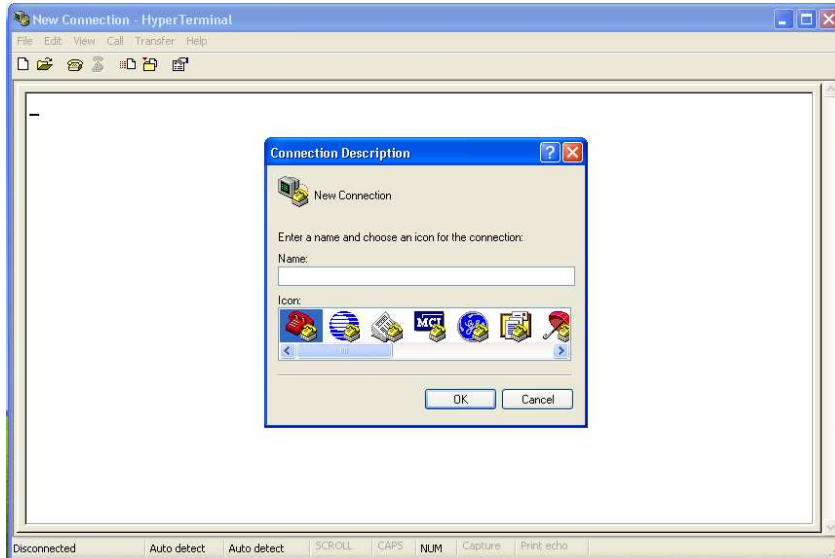 New Connection - HyperTerminal
File Edit View Call Transfer Help
Connection Description
New Connection
Enter a name and choose an icon for the connection:
Name:
Icon:
MCI
OK Cancel
Disconnected Auto detect Auto detect SCROLL CAPS NUM Capture Print echo